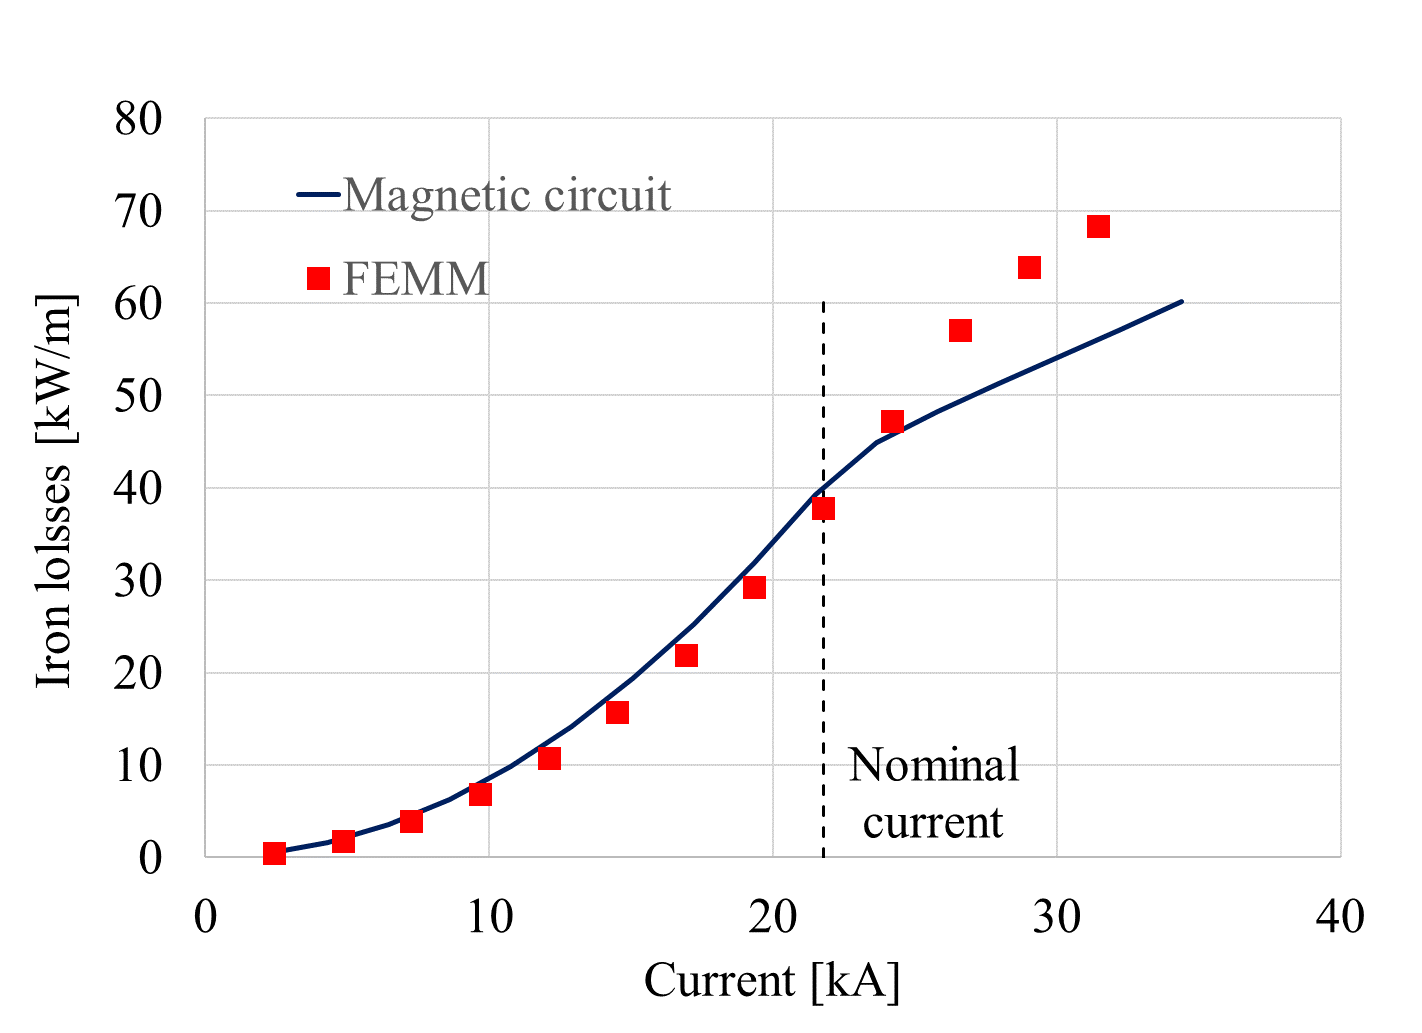 80
70
60
50
40
30
20
10
0
Iron lolsses [kW/m]
Magnetic circuit
FEMM
Nominal
current
0 10 20 30 40
Current [kA]